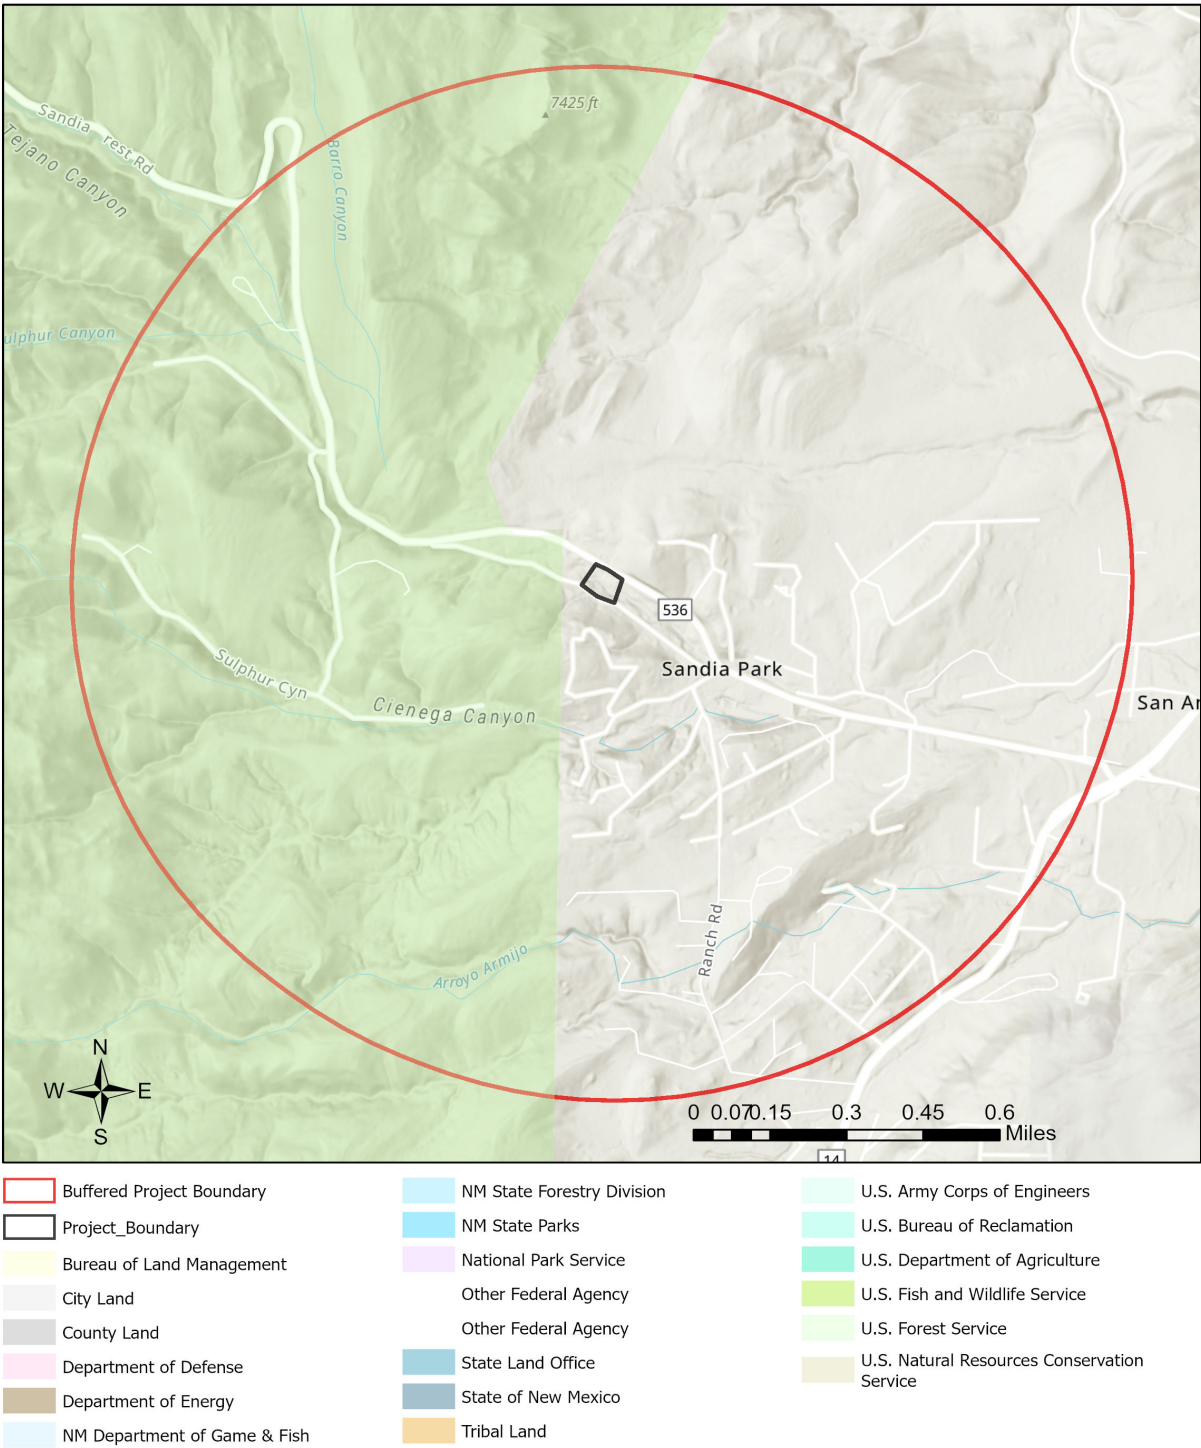 7425 ft
Sandia rest Rd
Tejano Canyon
Barro Canyon
ulphur Canyon
536
Sandia Park
Sulphur Cyn
Cienega Canyon
San Ar
Ranch Rd
Arroyo Armijo
N
W E
S
0 0.07 0.15 0.3 0.45 0.6
Miles
14
Buffered Project Boundary
Project_Boundary
Bureau of Land Management
City Land
County Land
Department of Defense
Department of Energy
NM Department of Game & Fish
NM State Forestry Division
NM State Parks
National Park Service
Other Federal Agency
Other Federal Agency
State Land Office
State of New Mexico
Tribal Land
U.S. Army Corps of Engineers
U.S. Bureau of Reclamation
U.S. Department of Agriculture
U.S. Fish and Wildlife Service
U.S. Forest Service
U.S. Natural Resources Conservation
Service